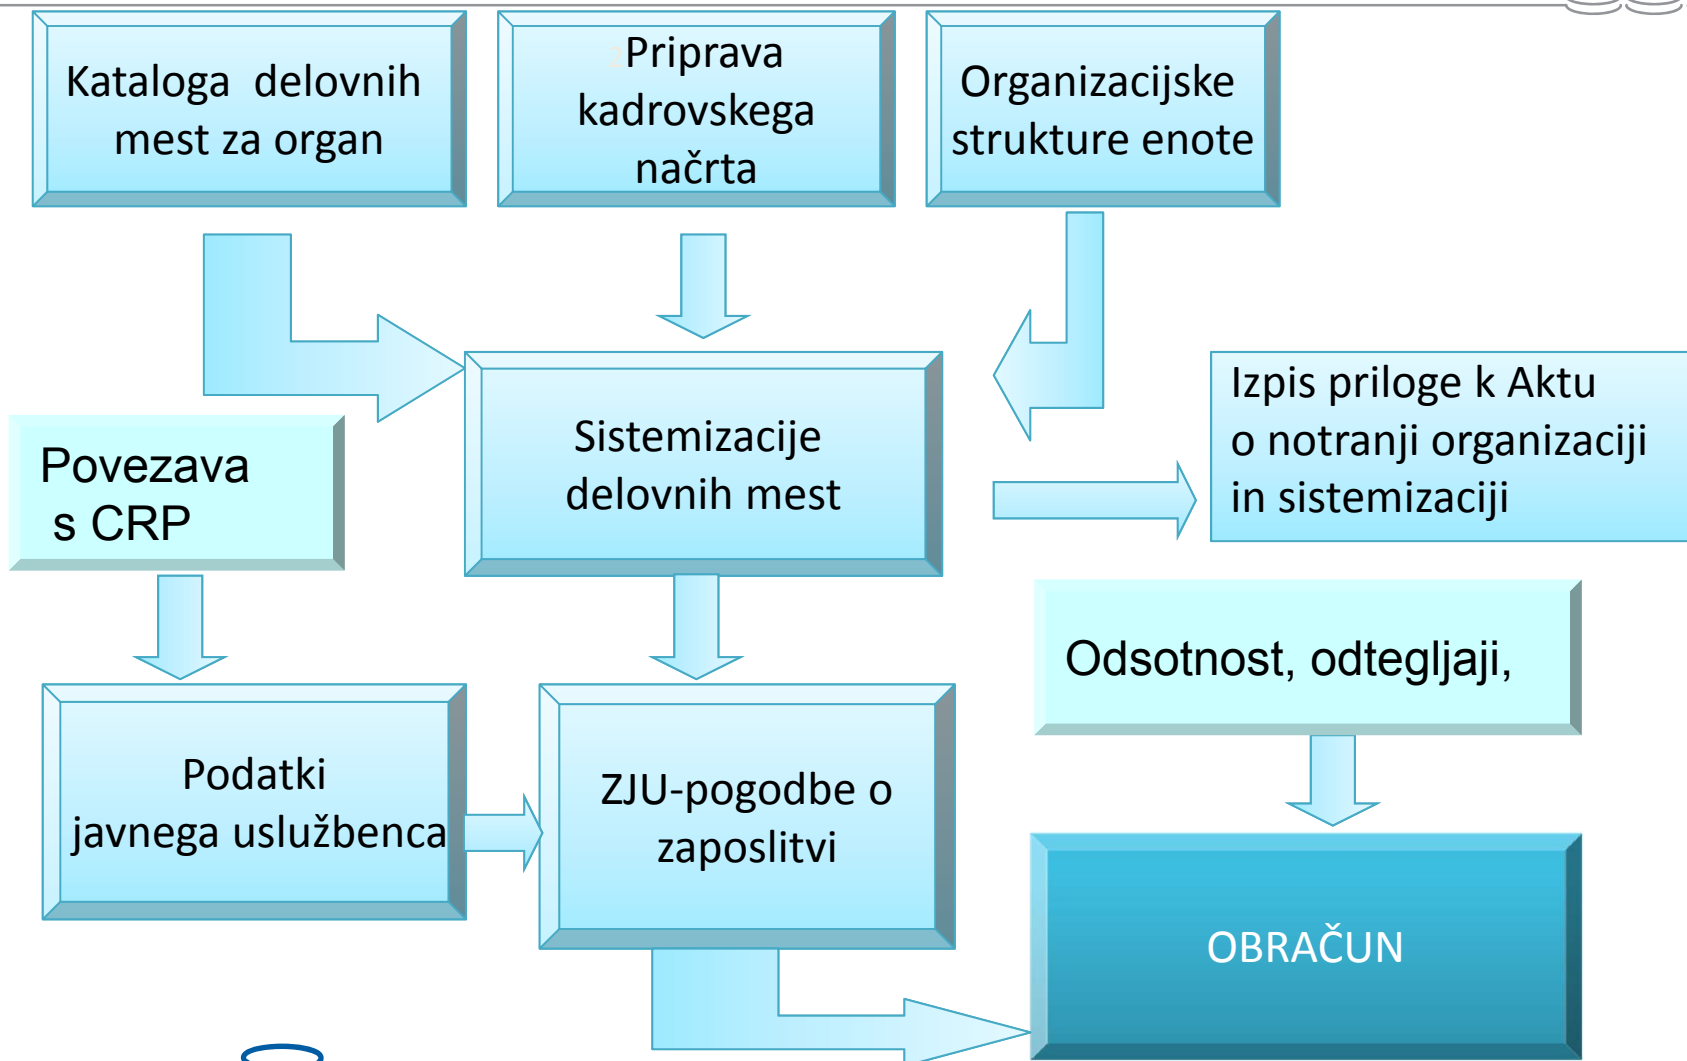 Kataloga delovnih
mest za organ
zPriprava
kadrovskega
načrta
Organizacijske
strukture enote
Sistemizacije
delovnih mest
Izpis priloge k Aktu
o notranji organizaciji
in sistemizaciji
Povezava
s CRP
Odsotnost, odtegljaji,
Podatki
javnega uslužbenca
ZJU-pogodbe o
zaposlitvi
OBRAČUN